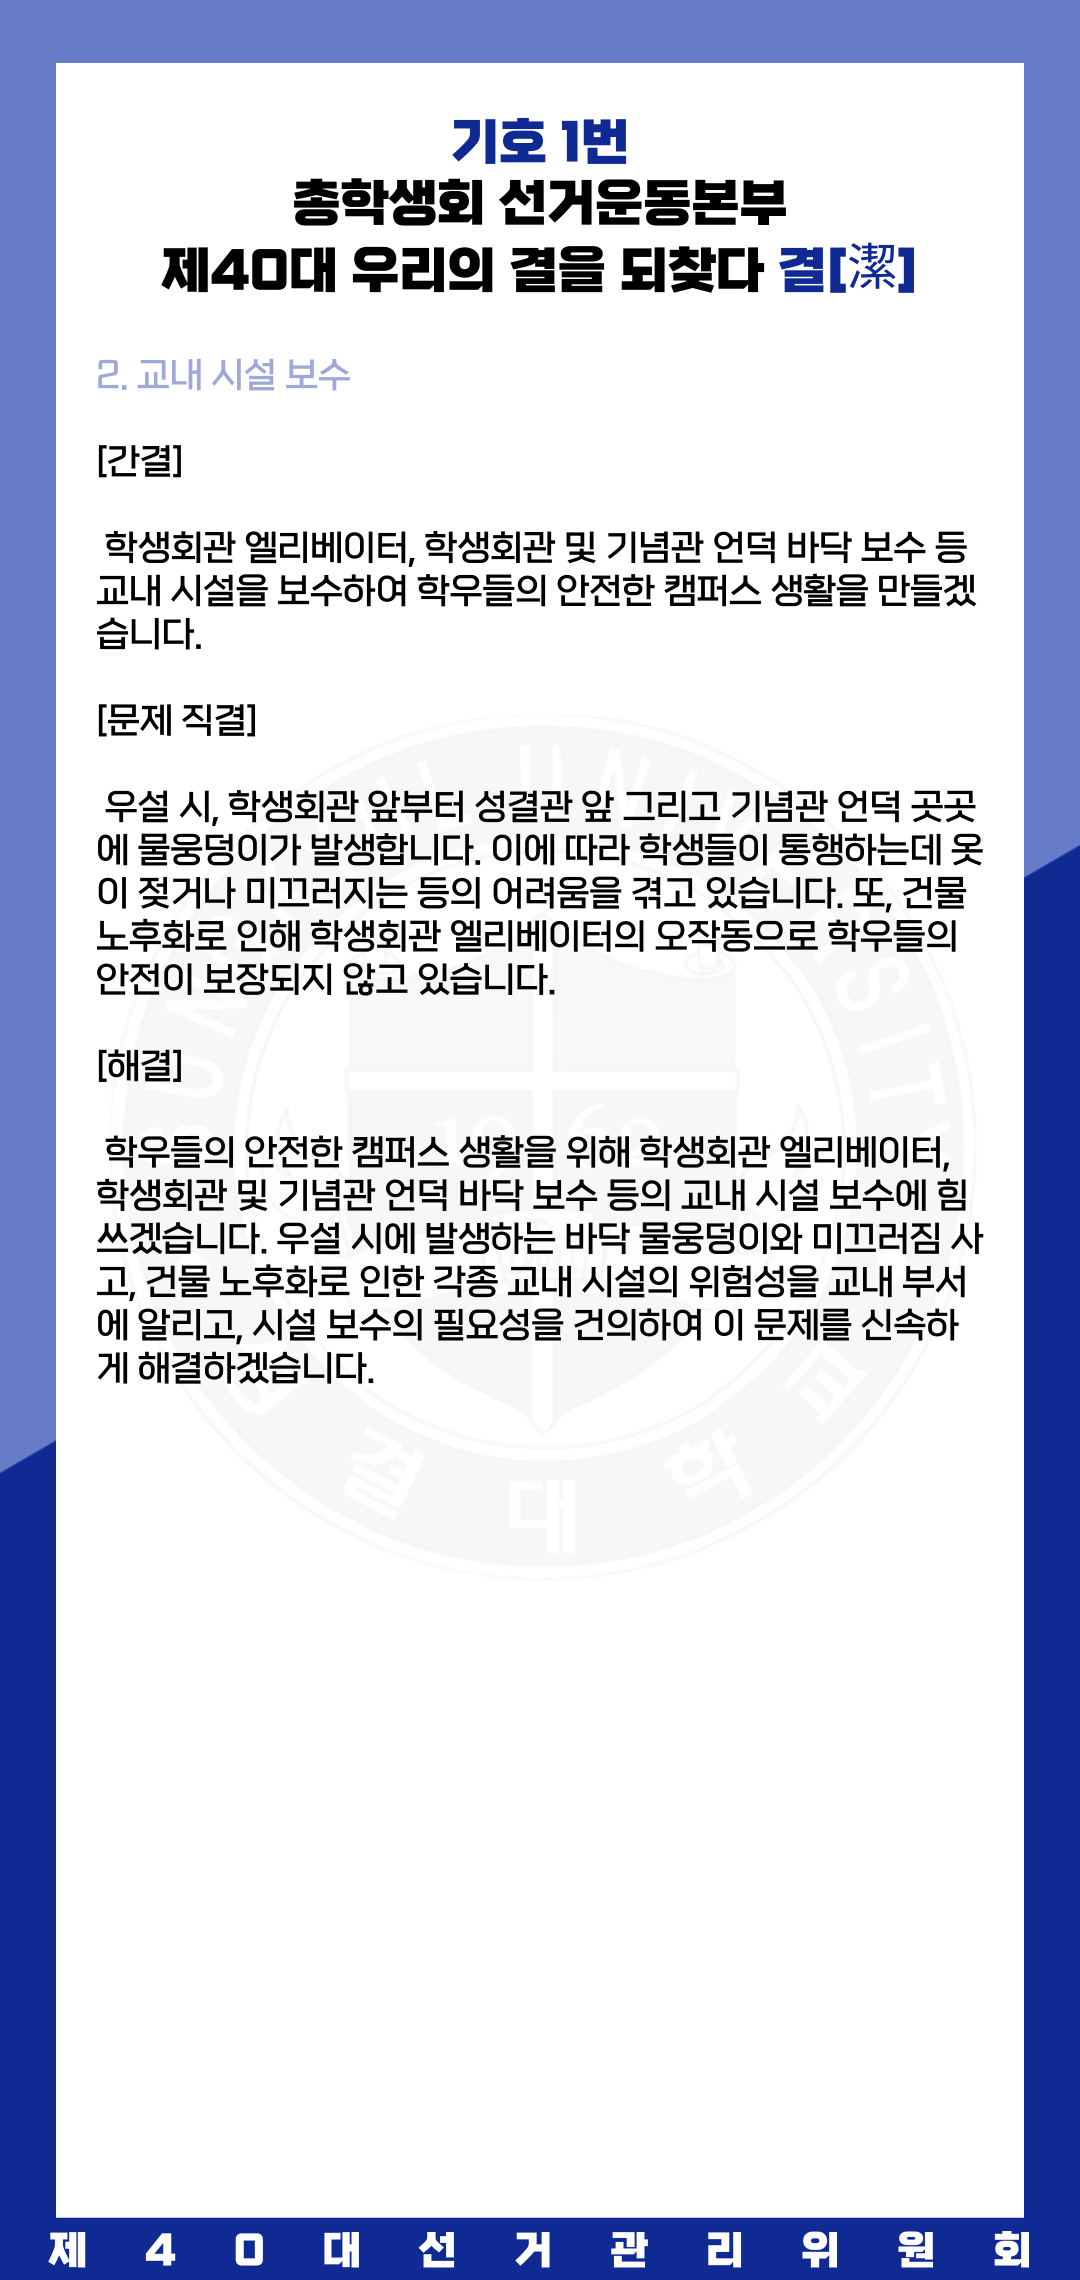 기호 1번
총학생회 선거운동본부
제40대 우리의 결을 되찾다 결[潔]
2. 교내 시설 보수
[간결]
학생회관 엘리베이터, 학생회관 및 기념관 언덕 바닥 보수 등
교내 시설을 보수하여 학우들의 안전한 캠퍼스 생활을 만들겠
습니다.
[문제 직결]
우설 시, 학생회관 앞부터 성결관 앞 그리고 기념관 언덕 곳곳
에 물웅덩이가 발생합니다. 이에 따라 학생들이 통행하는데 옷
이 젖거나 미끄러지는 등의 어려움을 겪고 있습니다. 또, 건물
노후화로 인해 학생회관 엘리베이터의 오작동으로 학우들의
안전이 보장되지 않고 있습니다.
[해결]
학우들의 안전한 캠퍼스 생활을 위해 학생회관 엘리베이터,
학생회관 및 기념관 언덕 바닥 보수 등의 교내 시설 보수에 힘
쓰겠습니다. 우설 시에 발생하는 바닥 물웅덩이와 미끄러짐 사
고, 건물 노후화로 인한 각종 교내 시설의 위험성을 교내 부서
에 알리고, 시설 보수의 필요성을 건의하여 이 문제를 신속하
게 해결하겠습니다.
결대학교
제40대선거관리위원회